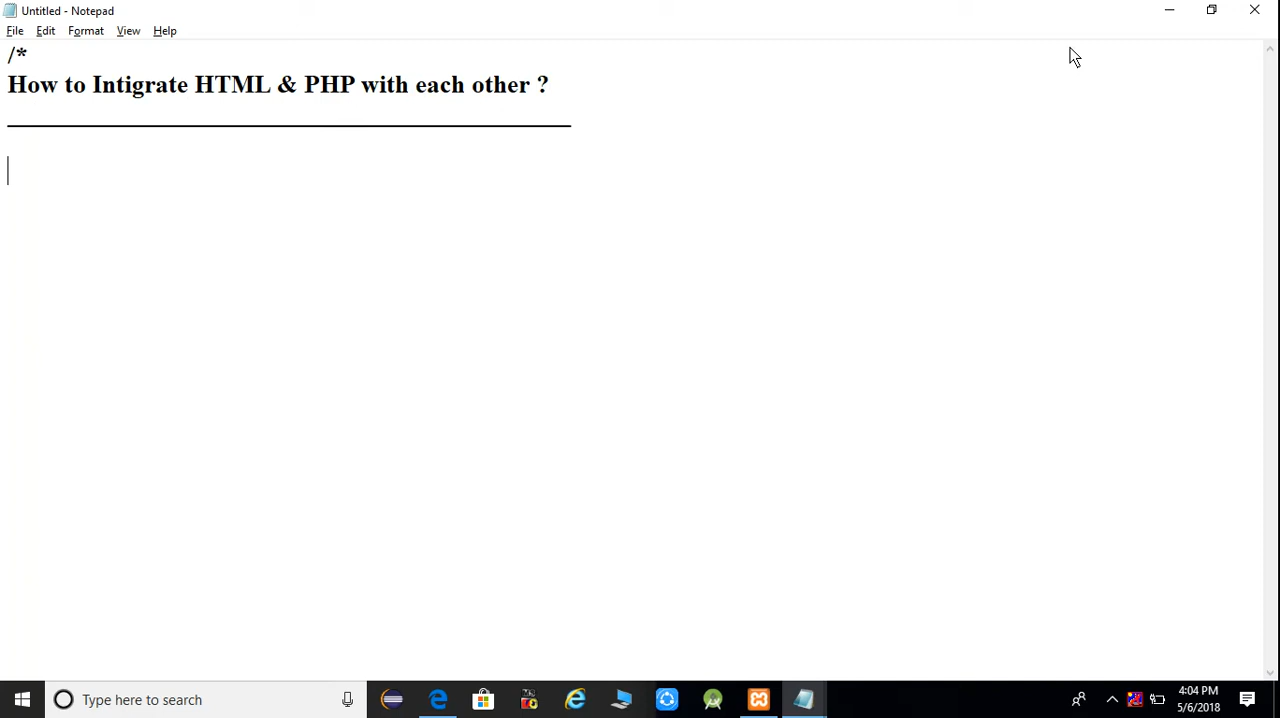 Untitled - Notepad
File Edit Format View Help
/*
How to Intigrate HTML & PHP with each other ?
Type here to search
4:04 PM
5/6/2018